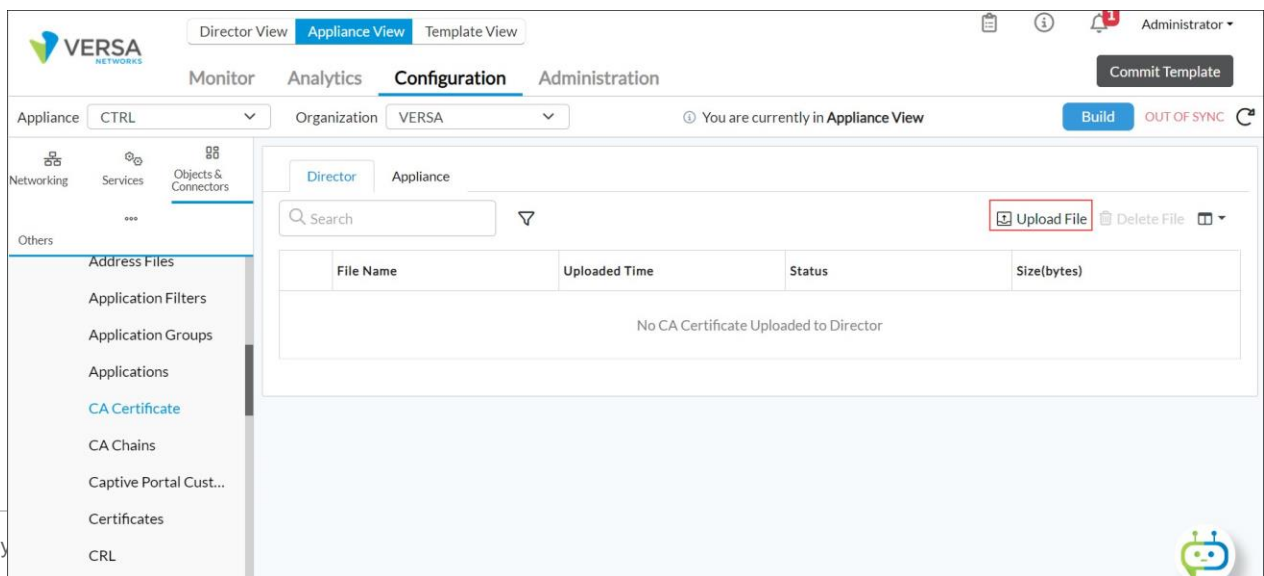 Director View Appliance View Template View
1
Administrator
VERSA
NETWORKS
Monitor Analytics Configuration Administration
Commit Template
Appliance CTRL Organization VERSA You are currently in Appliance View Build OUT OF SYNC
Networking Services Objects & Connectors
Others
Address Files
Application Filters
Application Groups
Applications
CA Certificate
CA Chains
Captive Portal Cust...
Certificates
CRL
Director Appliance
Search
Upload File Delete File
File Name Uploaded Time Status Size(bytes)
No CA Certificate Uploaded to Director